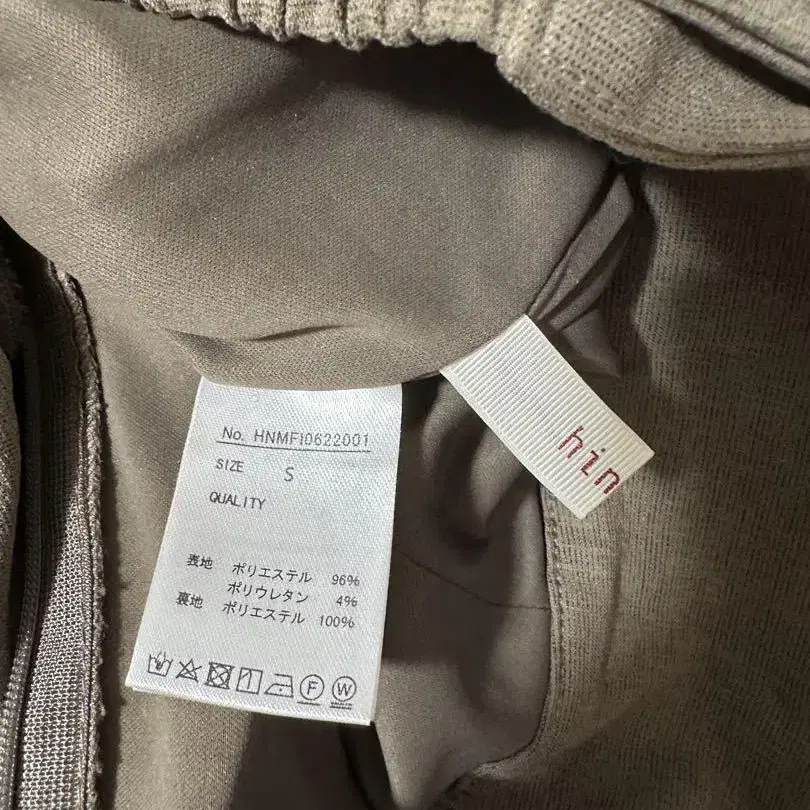 No. HNMFI0622001
SIZE S
QUALITY
表地 ポリエステル 96%
ポリウレタン 4%
裏地 ポリエステル 100%
F W
hin